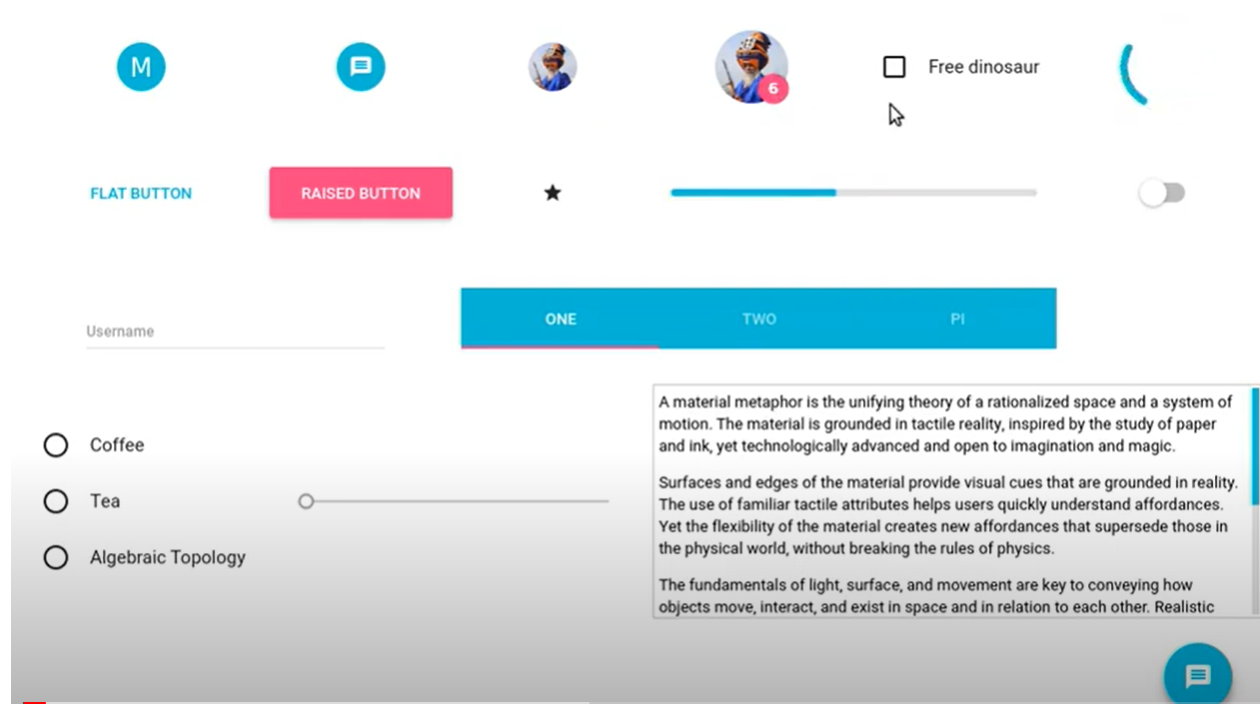 M
6
Free dinosaur
FLAT BUTTON
RAISED BUTTON
Username
ONE
TWO
PI
Coffee
Tea
Algebraic Topology
A material metaphor is the unifying theory of a rationalized space and a system of
motion. The material is grounded in tactile reality, inspired by the study of paper
and ink, yet technologically advanced and open to imagination and magic.
Surfaces and edges of the material provide visual cues that are grounded in reality.
The use of familiar tactile attributes helps users quickly understand affordances.
Yet the flexibility of the material creates new affordances that supersede those in
the physical world, without breaking the rules of physics.
The fundamentals of light, surface, and movement are key to conveying how
objects move, interact, and exist in space and in relation to each other. Realistic